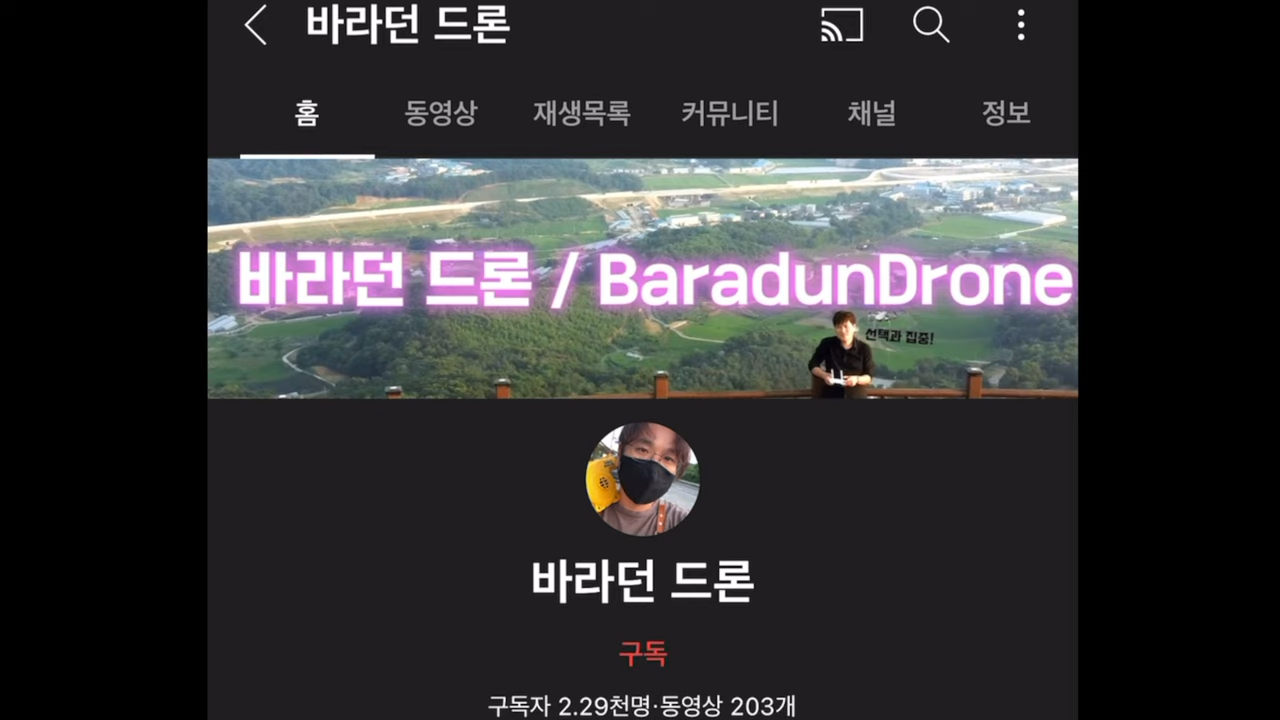 바라던 드론
홈 동영상 재생목록 커뮤니티 채널 정보
바라던 드론 / BaradunDrone
선택과 집중!
바라던 드론
구독
구독자 2.29천명·동영상 203개